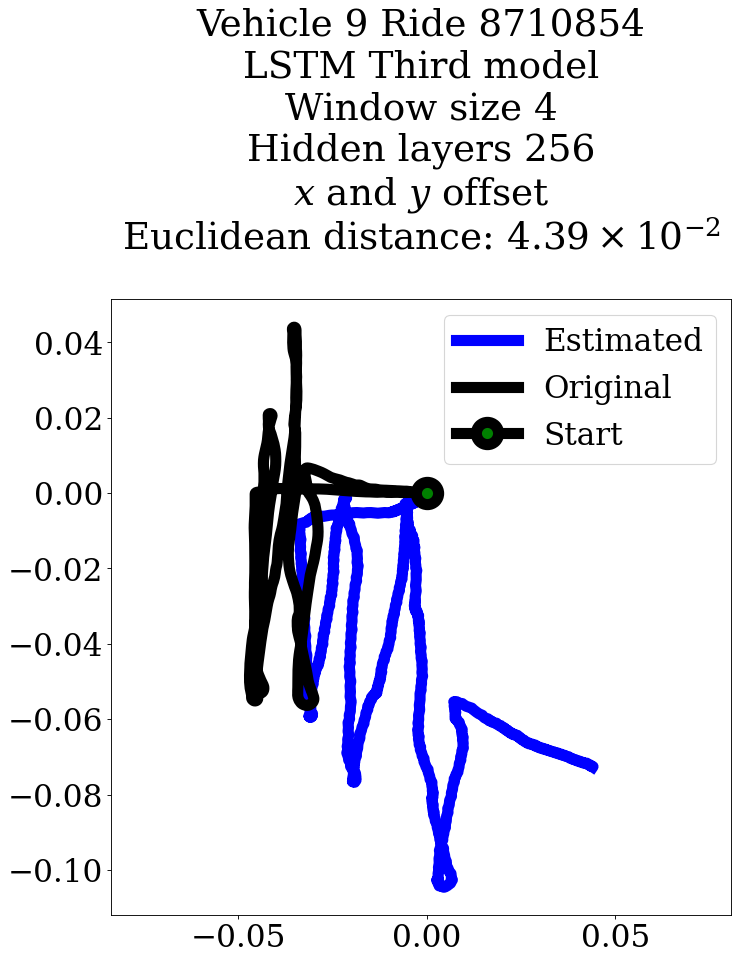 Vehicle 9 Ride 8710854
LSTM Third model
Window size 4
Hidden layers 256
x and y offset
Euclidean distance: 4.39 × 10⁻²
Estimated
Original
Start
0.04
0.02
0.00
−0.02
−0.04
−0.06
−0.08
−0.10
−0.05 0.00 0.05